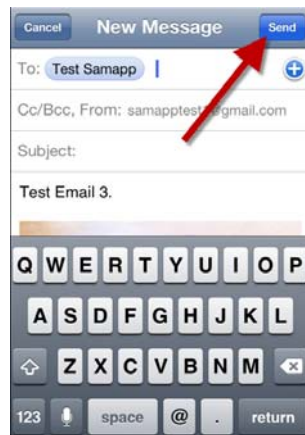 Cancel New Message Send
To: Test Samapp
Cc/Bcc, From: samapptest @gmail.com
Subject:
Test Email 3.
Q W E R T Y U I O P
A S D F G H J K L
Z X C V B N M
123 space @ . return